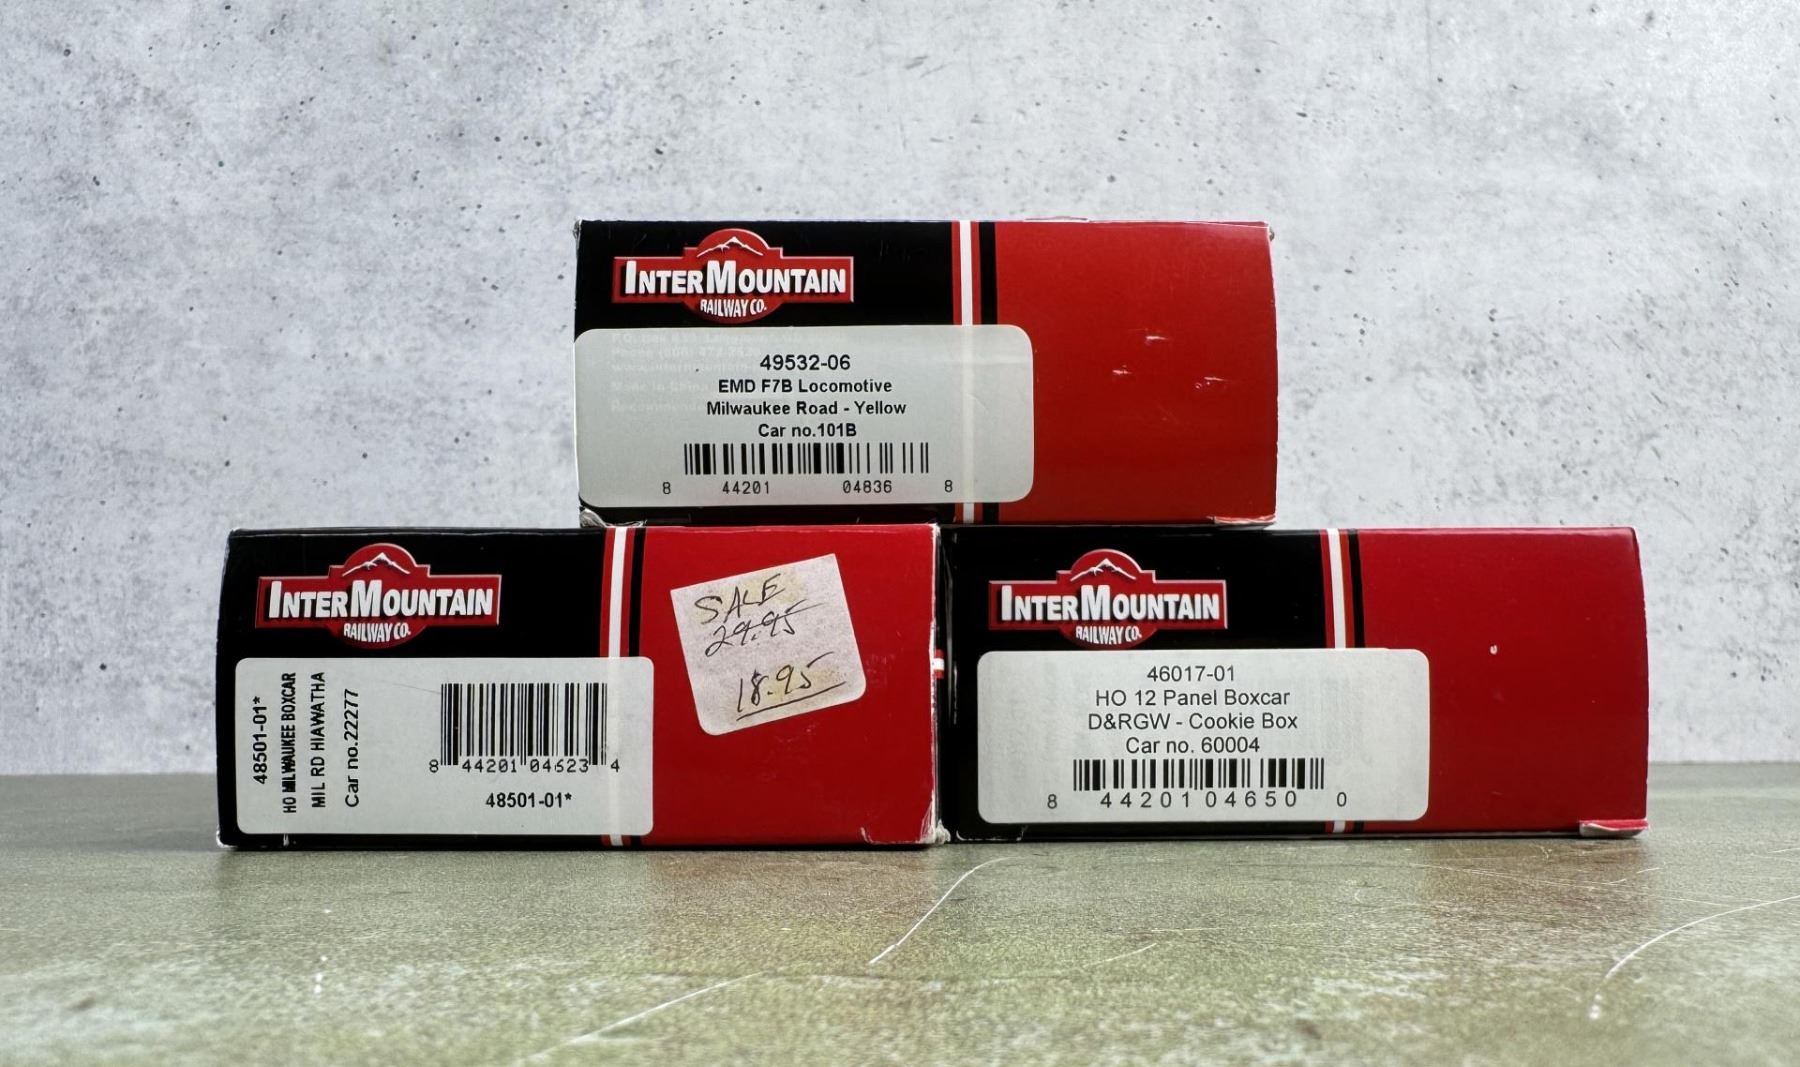 INTERMOUNTAIN
RAILWAY CO.
49532-06
EMD F7B Locomotive
Milwaukee Road - Yellow
Car no.101B
8 44201 04836 8
INTERMOUNTAIN
RAILWAY CO.
48501-01*
HO MILWAUKEE BOXCAR
MIL RD HIAWATHA
Car no.22277
8 44201 04623 4
48501-01*
SALE
29.95
18.95
INTERMOUNTAIN
RAILWAY CO.
46017-01
HO 12 Panel Boxcar
D&RGW - Cookie Box
Car no. 60004
8 44201 04650 0